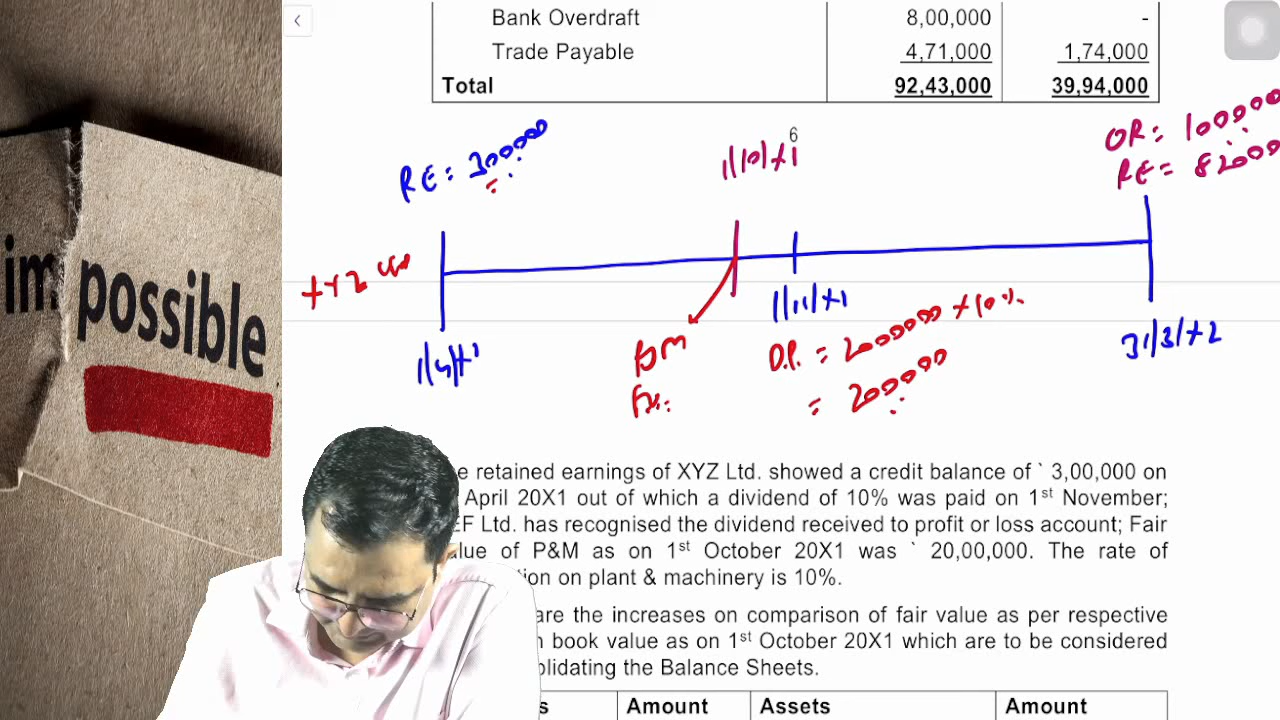 im possible
Bank Overdraft 8,00,000 -
Trade Payable 4,71,000 1,74,000
Total 92,43,000 39,94,000
6
RE = 300000
1/10/x1
OR = 100000
RE = 82000
XYZ
1/4/x1
1/11/x1
31/3/x2
D.P. = 2000000 x 10%
= 200000
e retained earnings of XYZ Ltd. showed a credit balance of ` 3,00,000 on
April 20X1 out of which a dividend of 10% was paid on 1st November;
EF Ltd. has recognised the dividend received to profit or loss account; Fair
alue of P&M as on 1st October 20X1 was ` 20,00,000. The rate of
tion on plant & machinery is 10%.
are the increases on comparison of fair value as per respective
book value as on 1st October 20X1 which are to be considered
olidating the Balance Sheets.
s Amount Assets Amount